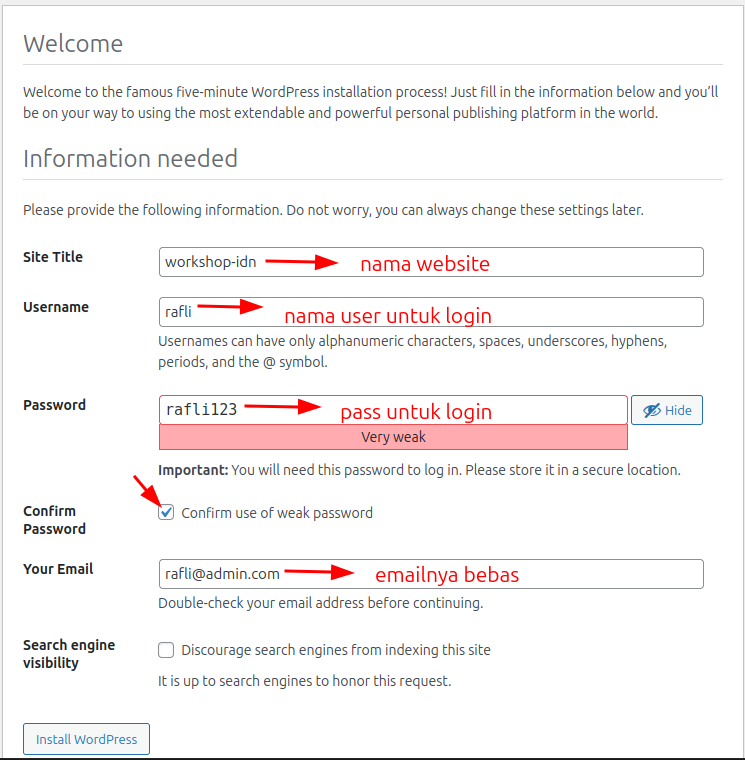 Welcome
Welcome to the famous five-minute WordPress installation process! Just fill in the information below and you’ll
be on your way to using the most extendable and powerful personal publishing platform in the world.
Information needed
Please provide the following information. Do not worry, you can always change these settings later.
Site Title workshop-idn nama website
Username rafli nama user untuk login
Usernames can have only alphanumeric characters, spaces, underscores, hyphens,
periods, and the @ symbol.
Password rafli123 pass untuk login Hide
Very weak
Important: You will need this password to log in. Please store it in a secure location.
Confirm
Password
Confirm use of weak password
Your Email rafli@admin.com emailnya bebas
Double-check your email address before continuing.
Search engine
visibility
Discourage search engines from indexing this site
It is up to search engines to honor this request.
Install WordPress